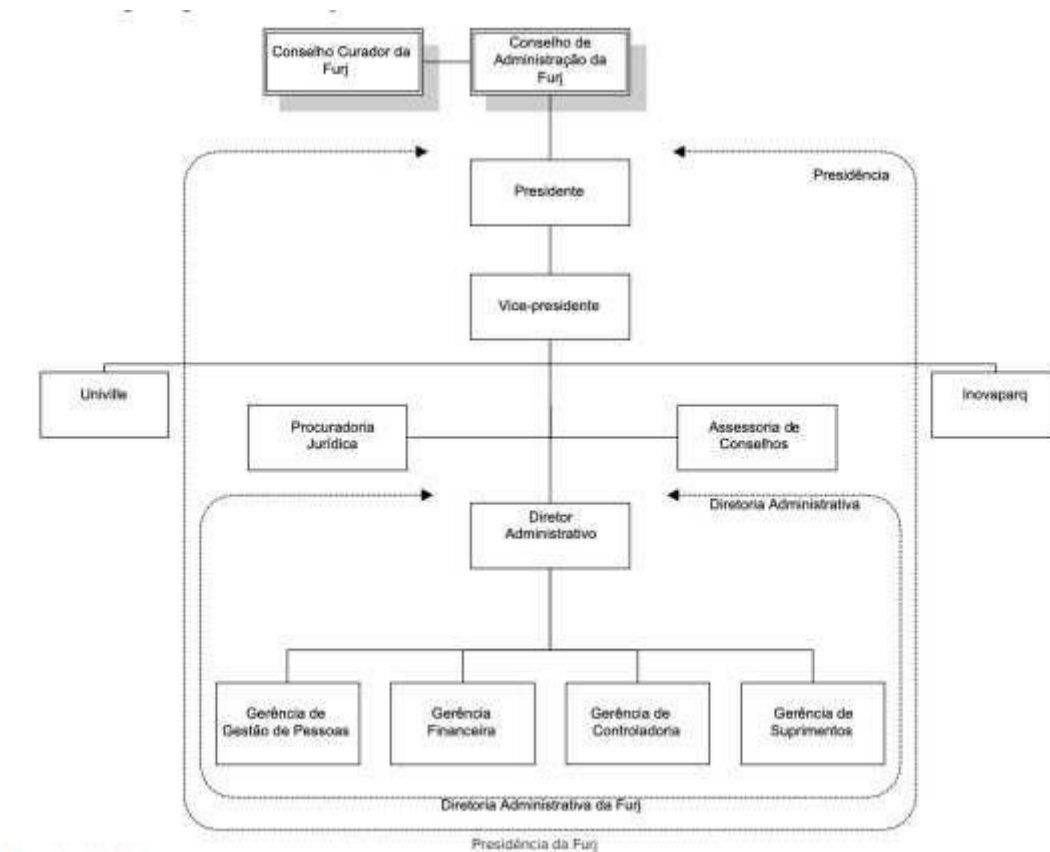 Conselho Curador da
Furj
Conselho de
Administração da
Furj
Presidência
Presidente
Vice-presidente
Univille
Inovaparq
Procuradoria
Jurídica
Assessoria de
Conselhos
Diretoria Administrativa
Diretor
Administrativo
Gerência de
Gestão de Pessoas
Gerência
Financeira
Gerência de
Controladoria
Gerência de
Suprimentos
Diretoria Administrativa da Furj
Presidência da Furj